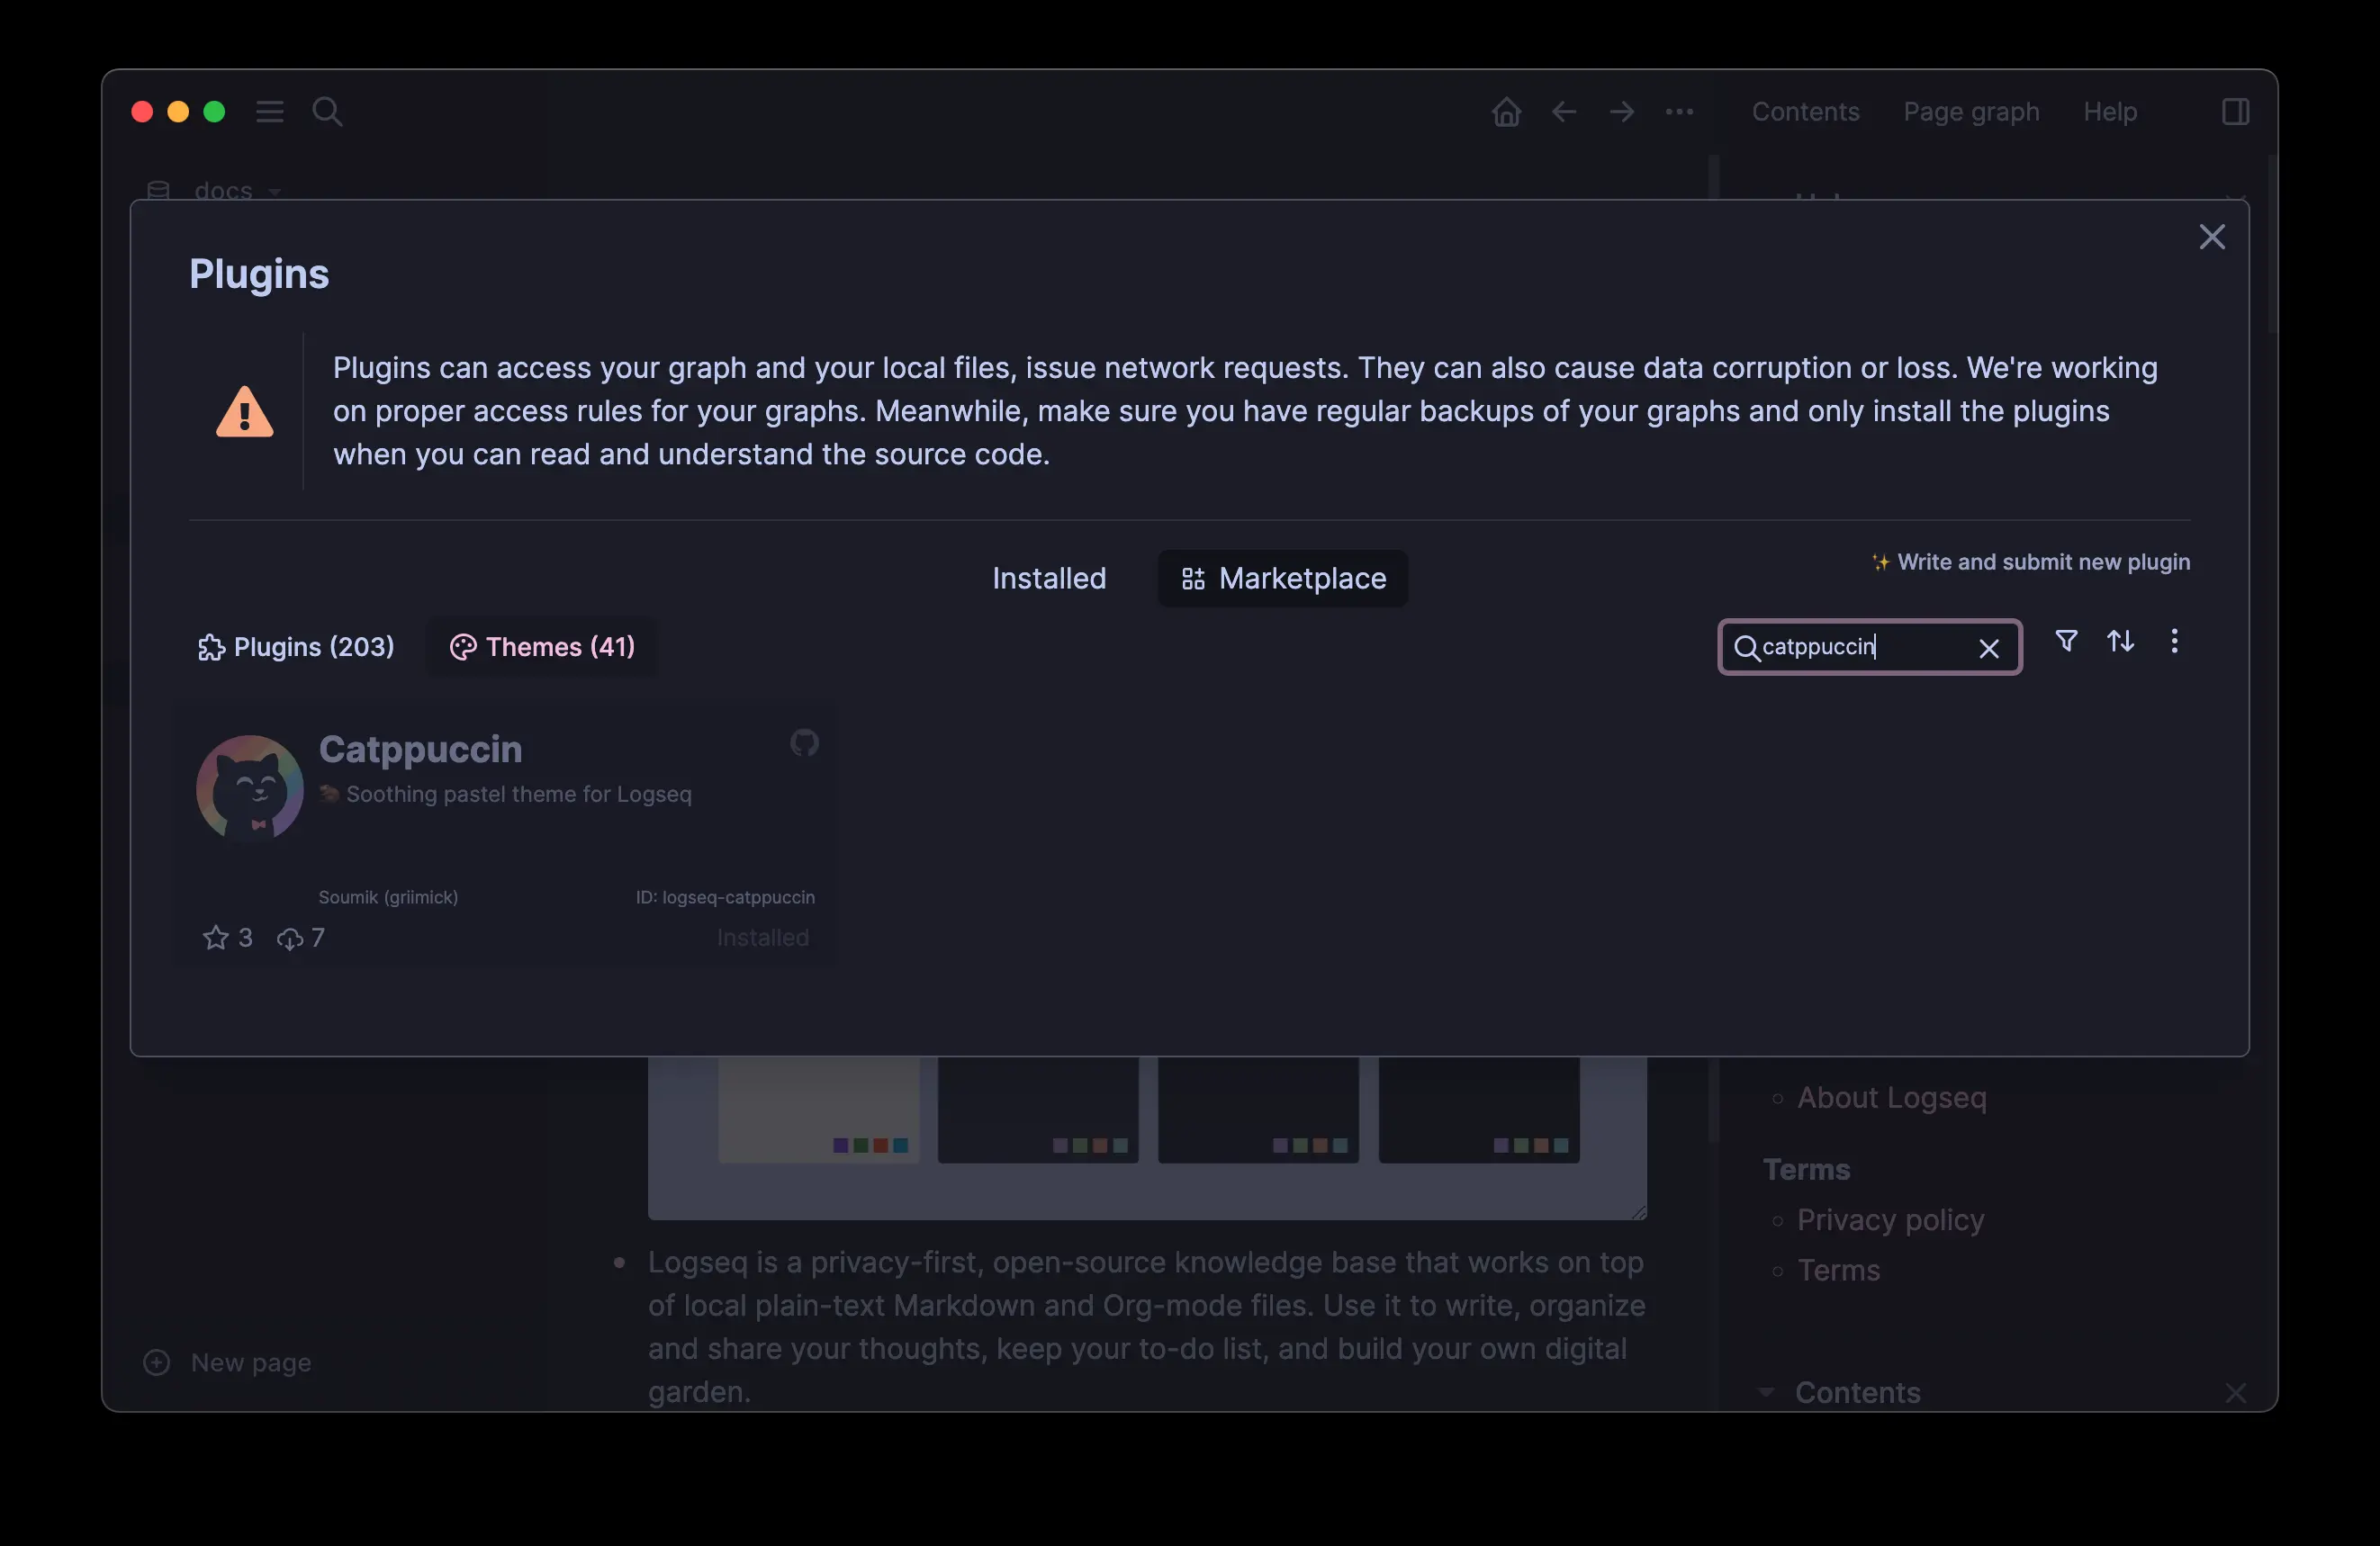 Contents Page graph Help
docs
Plugins
Plugins can access your graph and your local files, issue network requests. They can also cause data corruption or loss. We're working
on proper access rules for your graphs. Meanwhile, make sure you have regular backups of your graphs and only install the plugins
when you can read and understand the source code.
Installed Marketplace
✨ Write and submit new plugin
Plugins (203) Themes (41)
catppuccin
Catppuccin
Soothing pastel theme for Logseq
Soumik (griimick) ID: logseq-catppuccin
3 7 Installed
About Logseq
Terms
Privacy policy
Terms
Logseq is a privacy-first, open-source knowledge base that works on top
of local plain-text Markdown and Org-mode files. Use it to write, organize
and share your thoughts, keep your to-do list, and build your own digital
garden.
New page
Contents